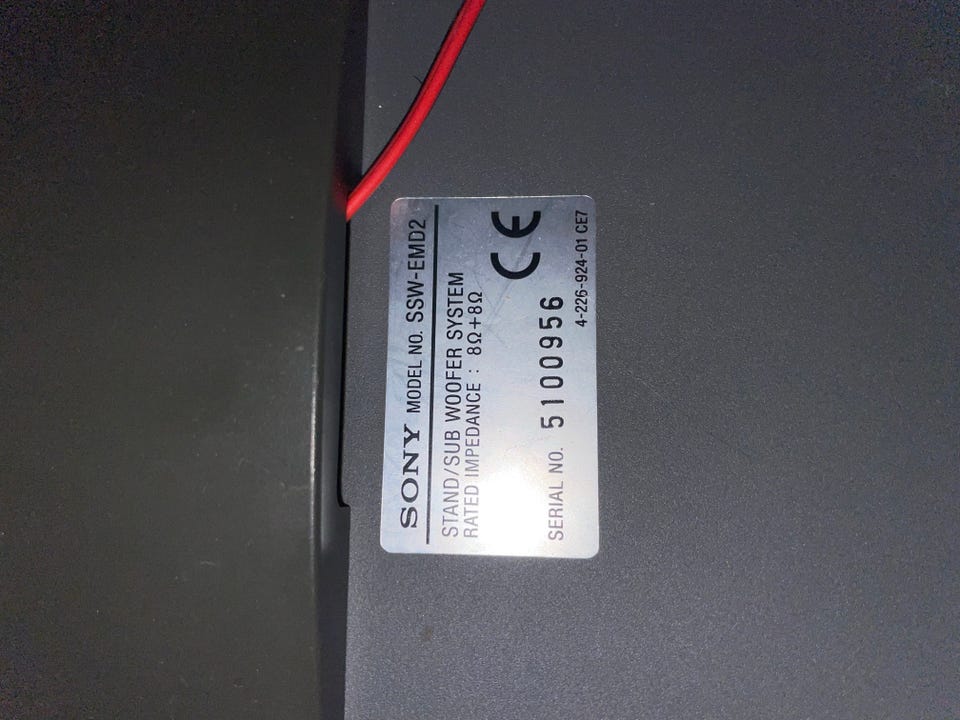 SONY MODEL NO. SSW-EMD2
STAND/SUB WOOFER SYSTEM
RATED IMPEDANCE : 8Ω+8Ω
CE
SERIAL NO. 5100956
4-226-924-01 CE7